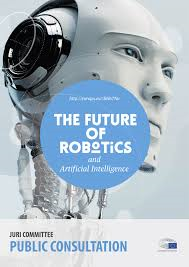 THE FUTURE
OF
ROBOTICS
and
Artificial Intelligence
JURI COMMITTEE
PUBLIC CONSULTATION